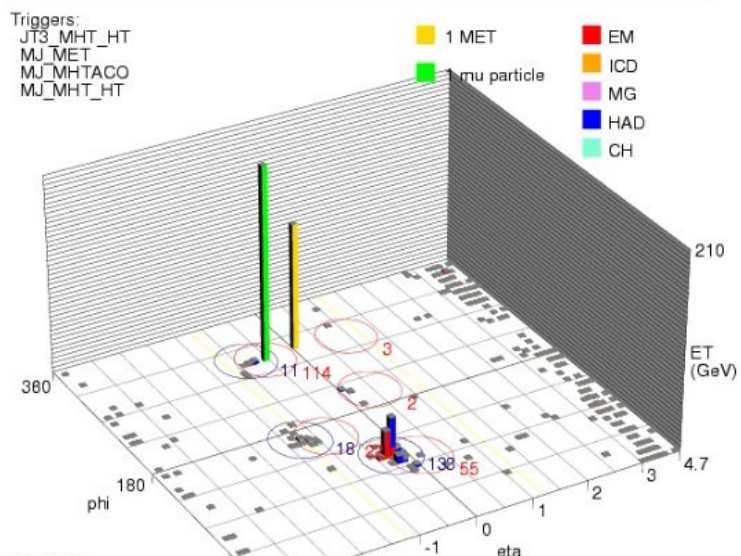 Triggers:
JT3_MHT_HT
MJ_MET
MJ_MHTACO
MJ_MHT_HT
1 MET
1 mu particle
EM
ICD
MG
HAD
CH
210
ET
(GeV)
4.7
3
2
1
0
-1
eta
360
180
phi
11
114
3
2
18
138
55